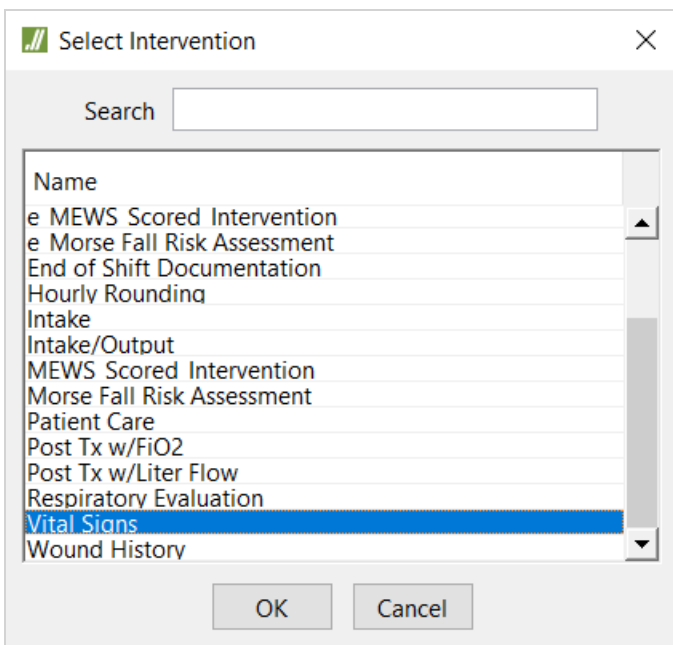 Select Intervention
Search
Name
e MEWS Scored Intervention
e Morse Fall Risk Assessment
End of Shift Documentation
Hourly Rounding
Intake
Intake/Output
MEWS Scored Intervention
Morse Fall Risk Assessment
Patient Care
Post Tx w/FiO2
Post Tx w/Liter Flow
Respiratory Evaluation
Vital Signs
Wound History
OK Cancel